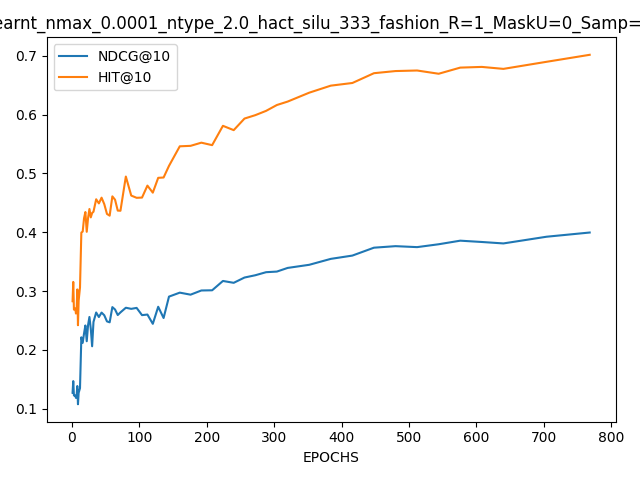 earnt_nmax_0.0001_ntype_2.0_hact_silu_333_fashion_R=1_MaskU=0_Samp=
NDCG@10
HIT@10
0.7
0.6
0.5
0.4
0.3
0.2
0.1
0 100 200 300 400 500 600 700 800
EPOCHS